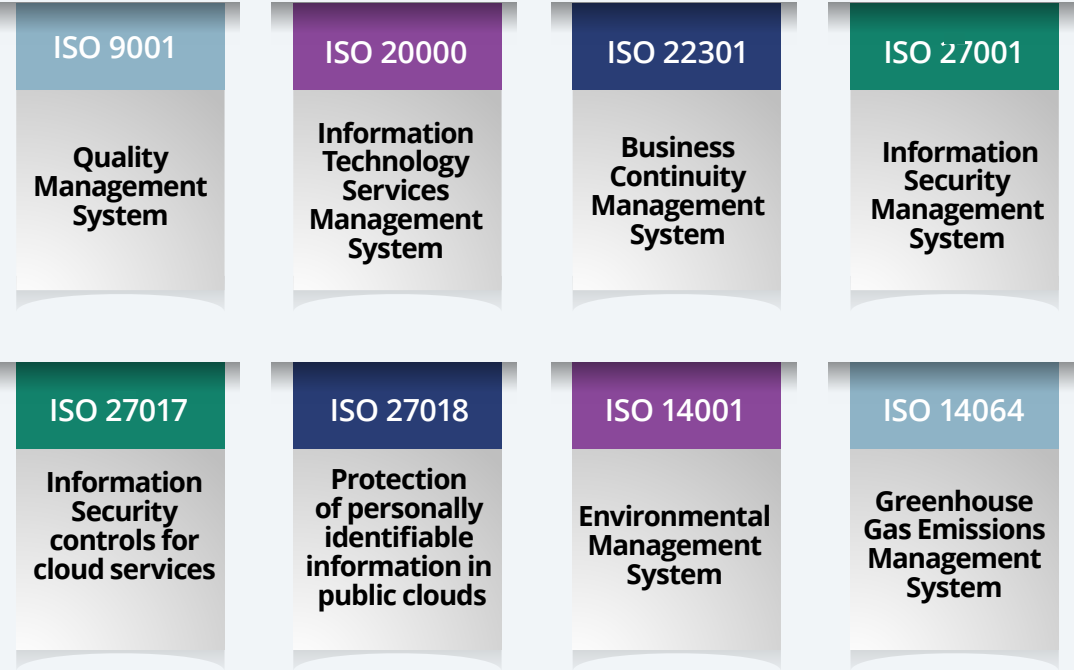 ISO 9001
Quality
Management
System
ISO 20000
Information
Technology
Services
Management
System
ISO 22301
Business
Continuity
Management
System
ISO 27001
Information
Security
Management
System
ISO 27017
Information
Security
controls for
cloud services
ISO 27018
Protection
of personally
identifiable
information in
public clouds
ISO 14001
Environmental
Management
System
ISO 14064
Greenhouse
Gas Emissions
Management
System